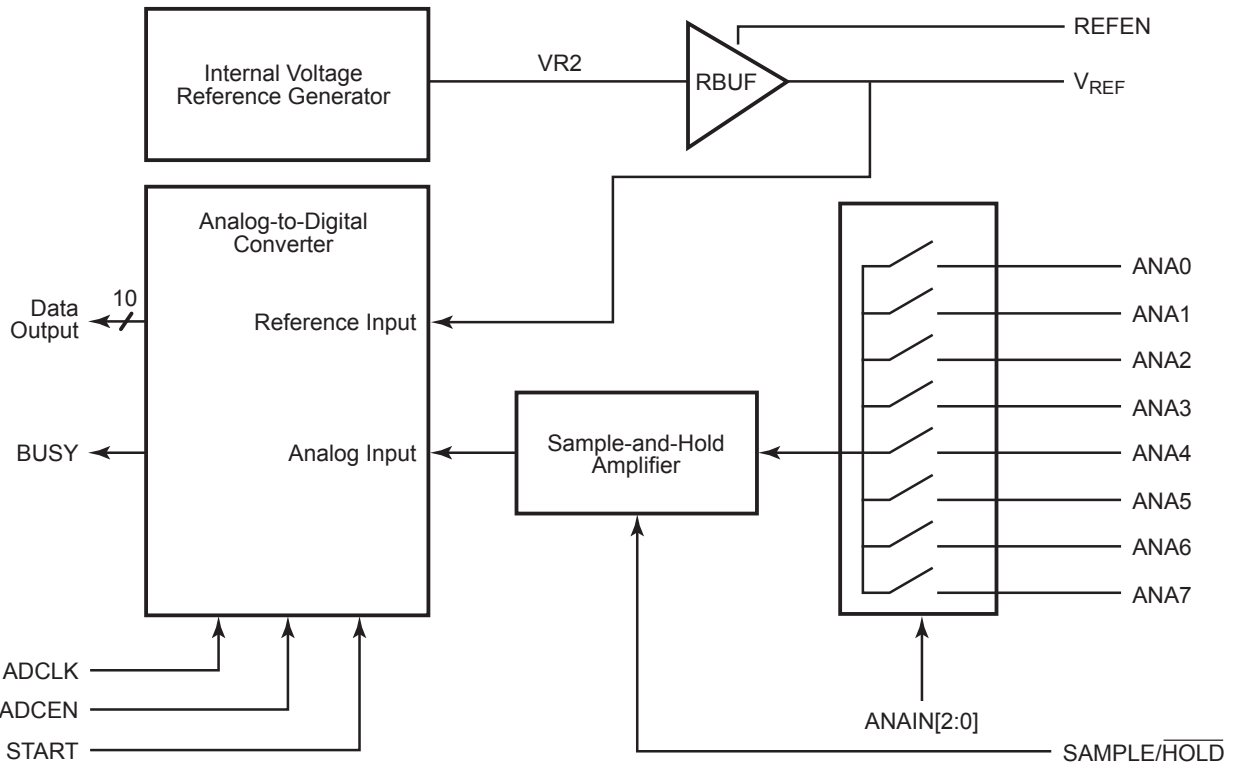 REFEN
Internal Voltage
Reference Generator
VR2
RBUF
VREF
Analog-to-Digital
Converter
ANA0
10
Data
Output
Reference Input
ANA1
ANA2
ANA3
BUSY
Analog Input
Sample-and-Hold
Amplifier
ANA4
ANA5
ANA6
ANA7
ADCLK
ADCEN
START
ANAIN[2:0]
SAMPLE/HOLD